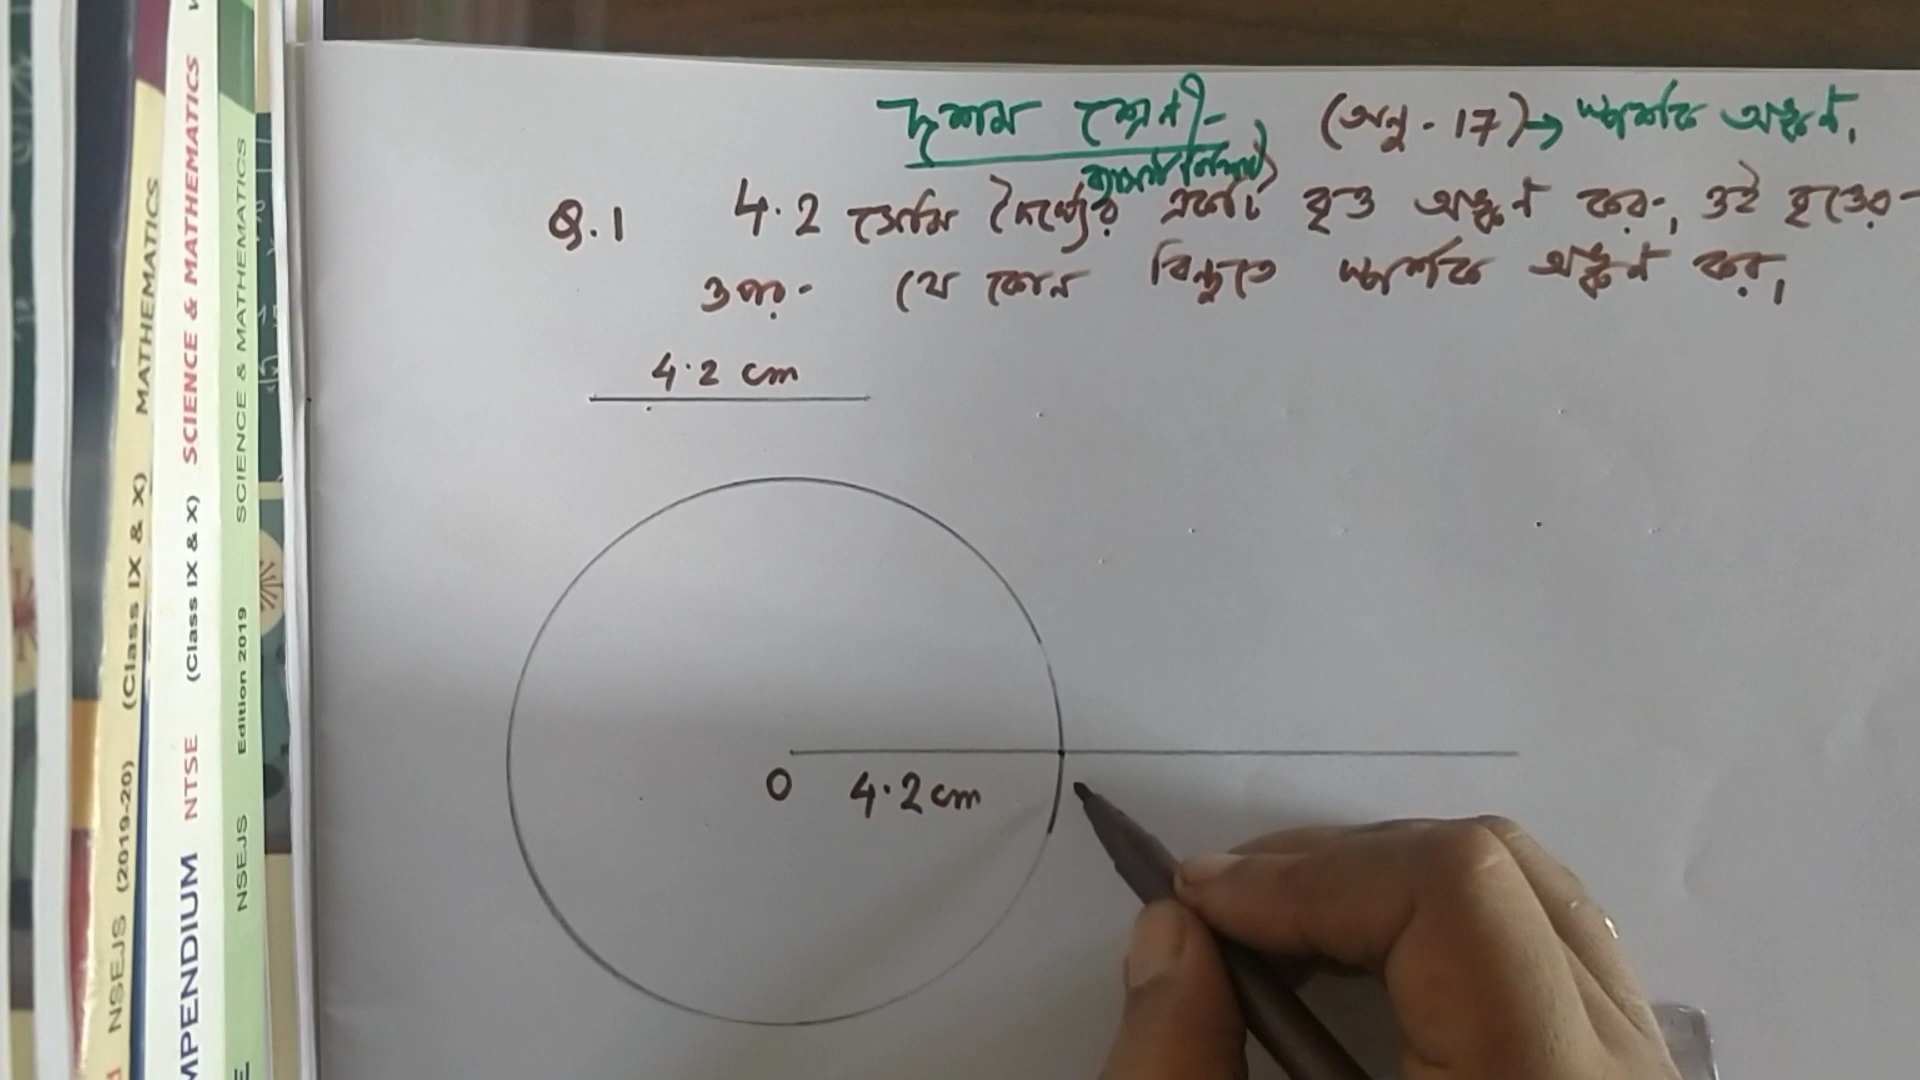 দশম শ্রেণী- (অনু - 17) → স্পর্শক অঙ্কন।
Q.1 4.2 সেমি দৈর্ঘ্যের একটি বৃত্ত অঙ্কন কর, ওই বৃত্তের
ওপর যে কোন বিন্দুতে স্পর্শক অঙ্কন কর।
4.2 cm
O 4.2 cm
MATHEMATICS
(Class IX & X)
(2019-20)
NSEJS
SCIENCE & MATHEMATICS
(Class IX & X)
NTSE
MPENDIUM
SCIENCE & MATHEMATICS
Edition 2019
NSEJS